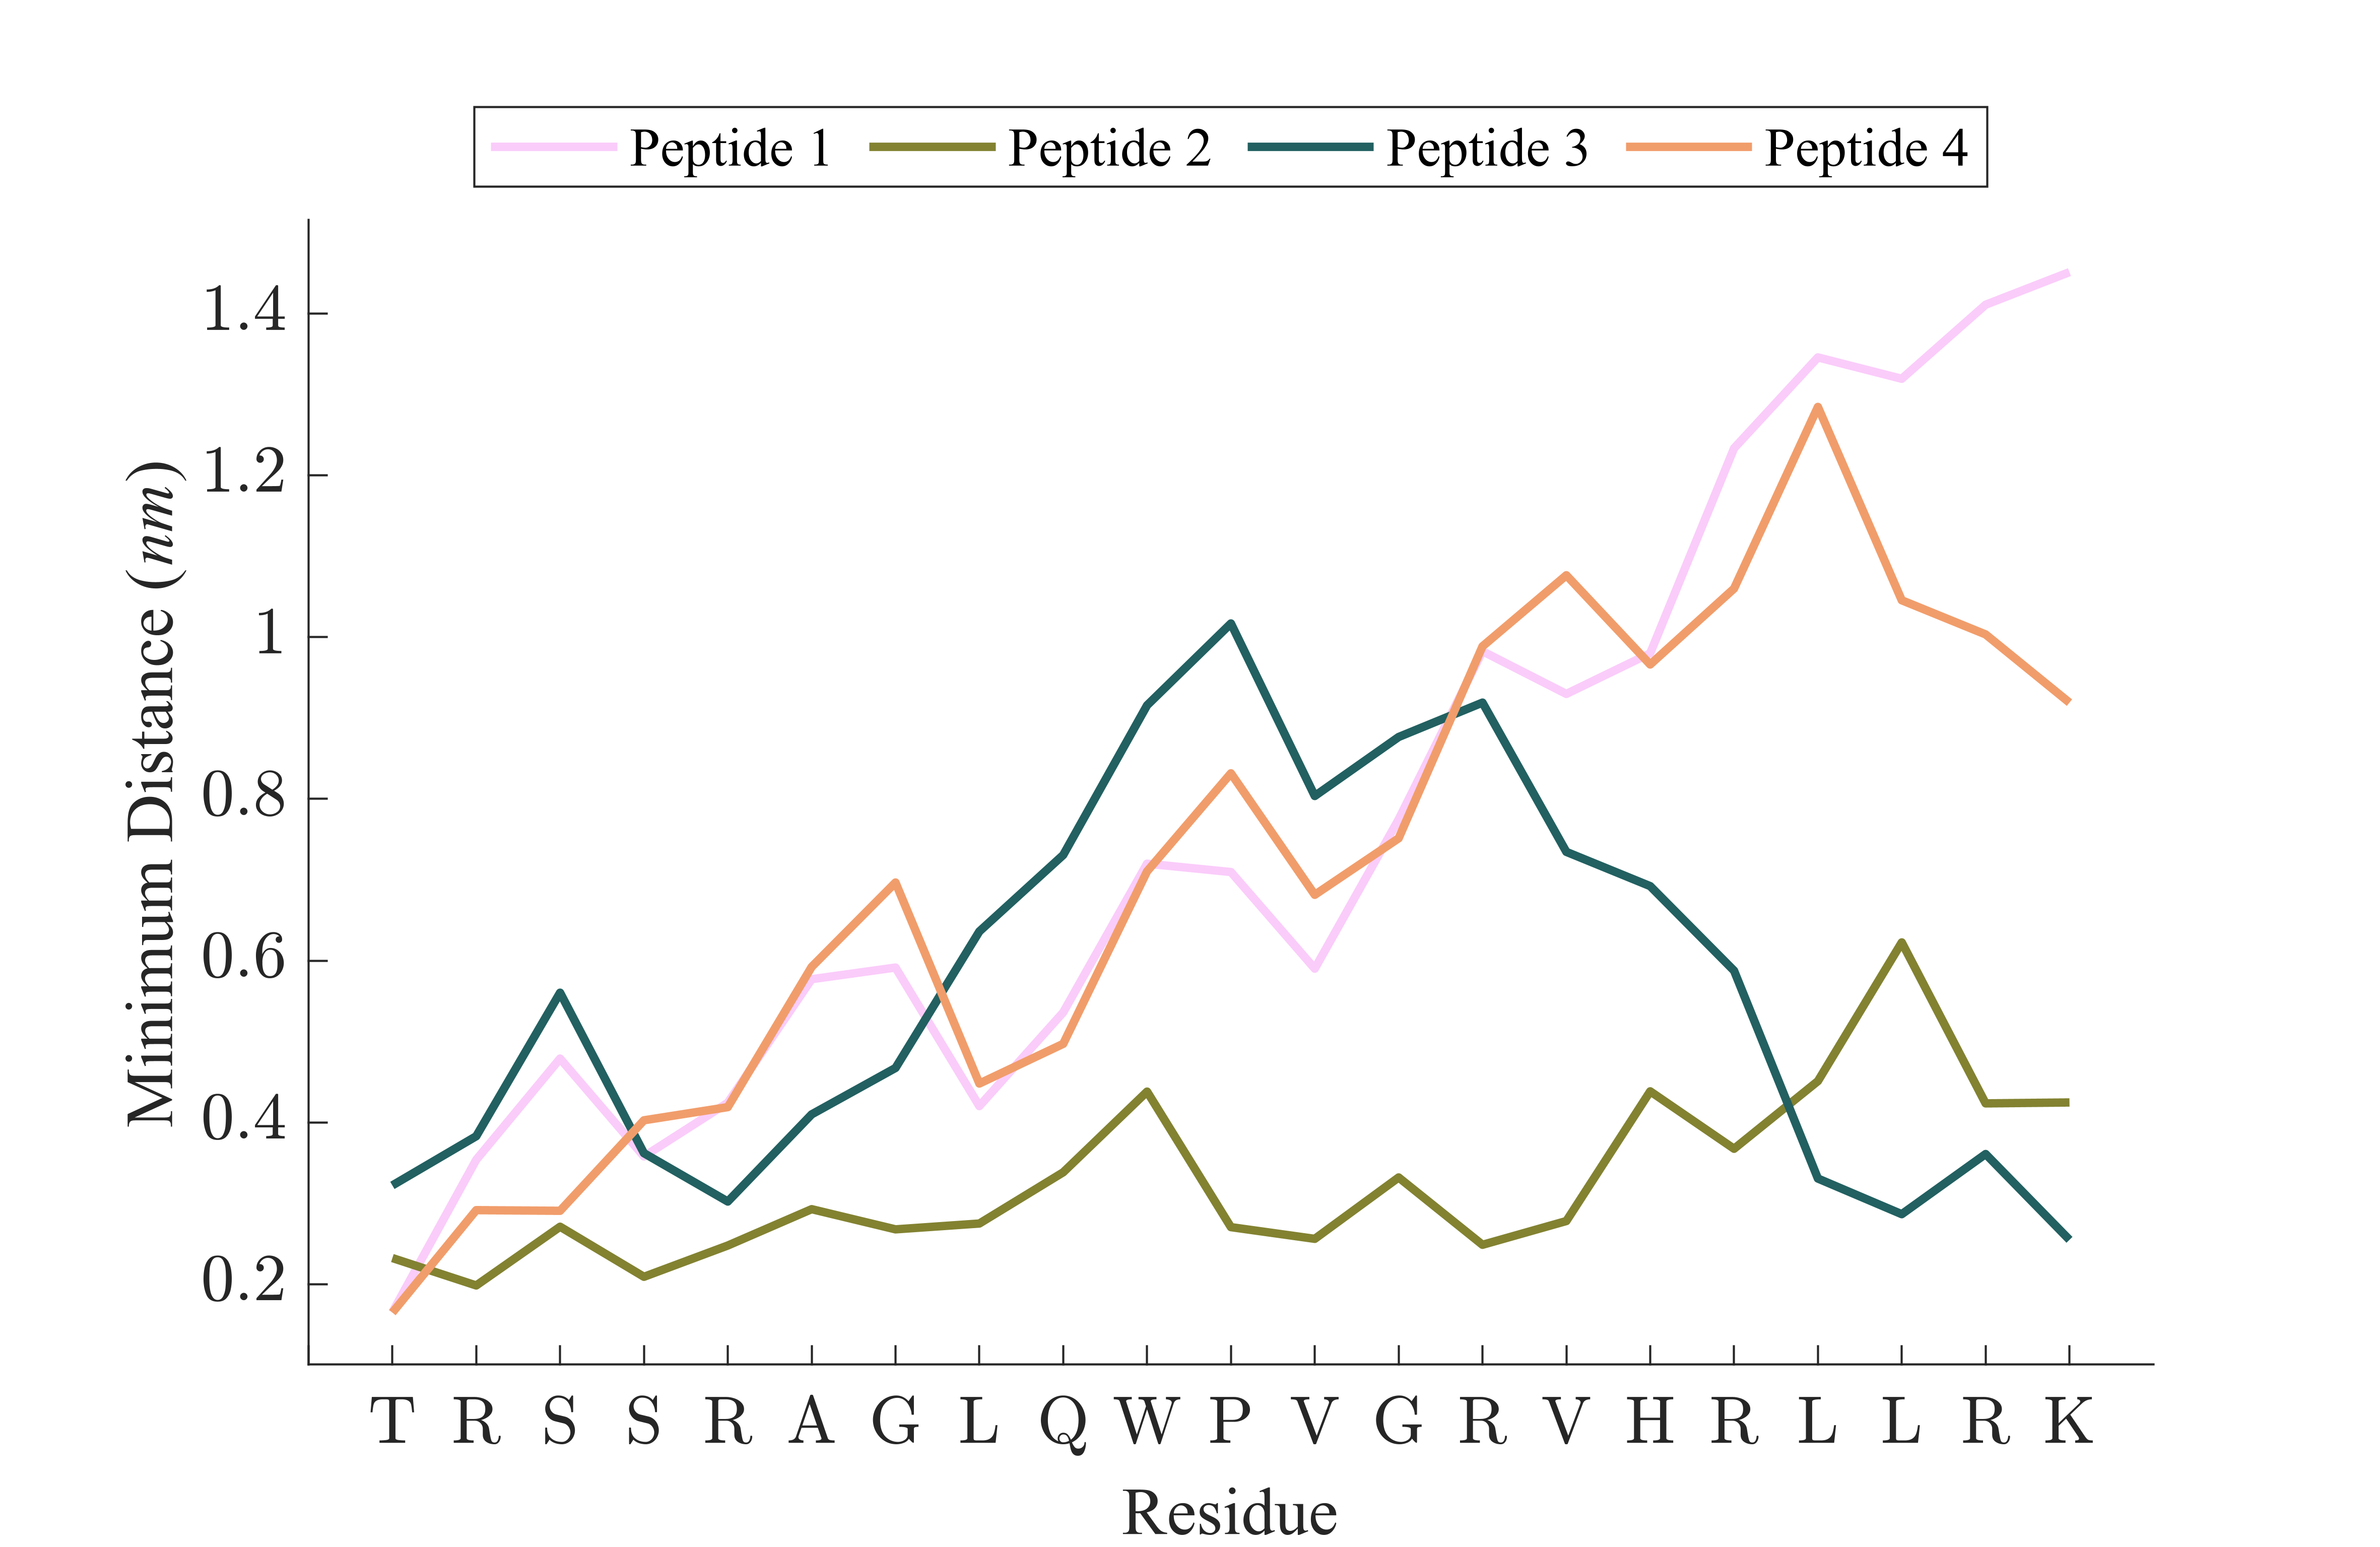 Peptide 1 Peptide 2 Peptide 3 Peptide 4
Minimum Distance (nm)
1.4
1.2
1
0.8
0.6
0.4
0.2
T R S S R A G L Q W P V G R V H R L L R K
Residue